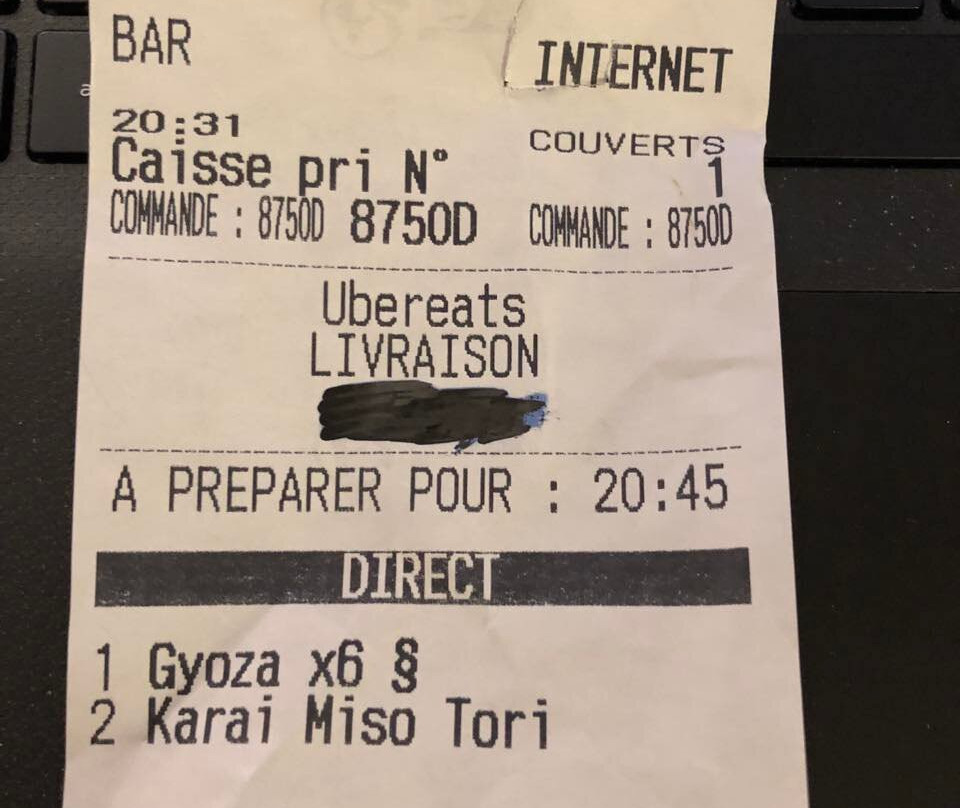 BAR
INTERNET
20:31
COUVERTS
Caisse pri N°
1
COMMANDE : 8750D 8750D COMMANDE : 8750D
Ubereats
LIVRAISON
A PREPARER POUR : 20:45
DIRECT
1 Gyoza x6 §
2 Karai Miso Tori